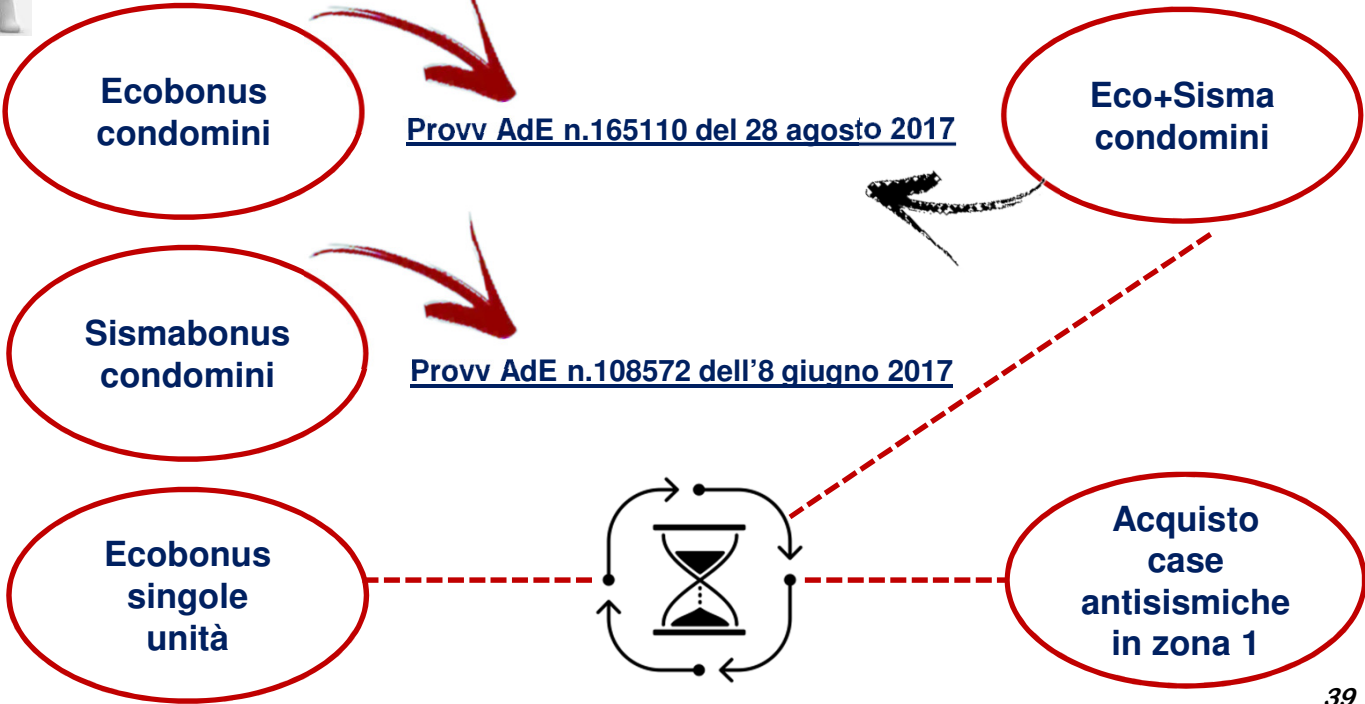 Ecobonus
condomini
Provv AdE n.165110 del 28 agosto 2017
Eco+Sisma
condomini
Sismabonus
condomini
Provv AdE n.108572 dell'8 giugno 2017
Ecobonus
singole
unità
Acquisto
case
antisismiche
in zona 1
39